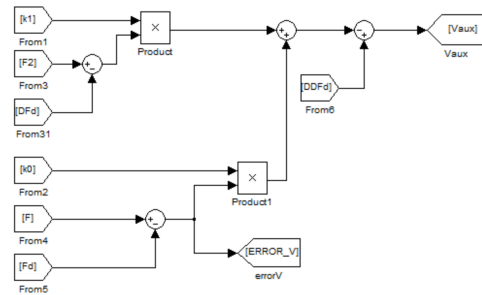 [k1]
From1
[F2]
From3
[DFd]
From31
×
Product
+
−
+
+
−
+
[Vaux]
Vaux
[DDFd]
From6
[k0]
From2
×
Product1
[F]
From4
+
−
[Fd]
From5
[ERROR_V]
errorV